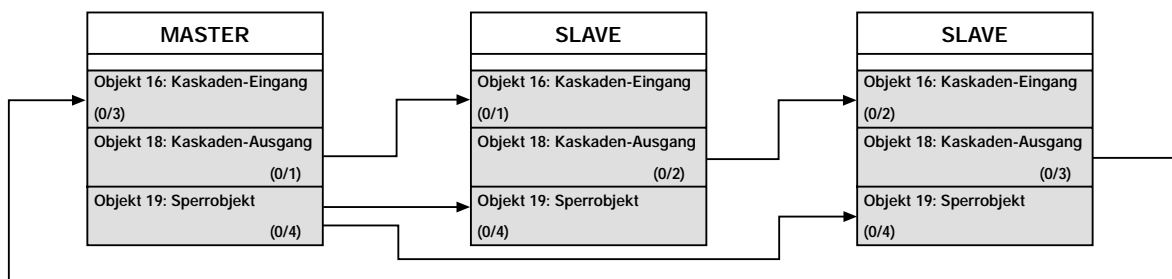 MASTER
Objekt 16: Kaskaden-Eingang
(0/3)
Objekt 18: Kaskaden-Ausgang
(0/1)
Objekt 19: Sperrobjekt
(0/4)
SLAVE
Objekt 16: Kaskaden-Eingang
(0/1)
Objekt 18: Kaskaden-Ausgang
(0/2)
Objekt 19: Sperrobjekt
(0/4)
SLAVE
Objekt 16: Kaskaden-Eingang
(0/2)
Objekt 18: Kaskaden-Ausgang
(0/3)
Objekt 19: Sperrobjekt
(0/4)